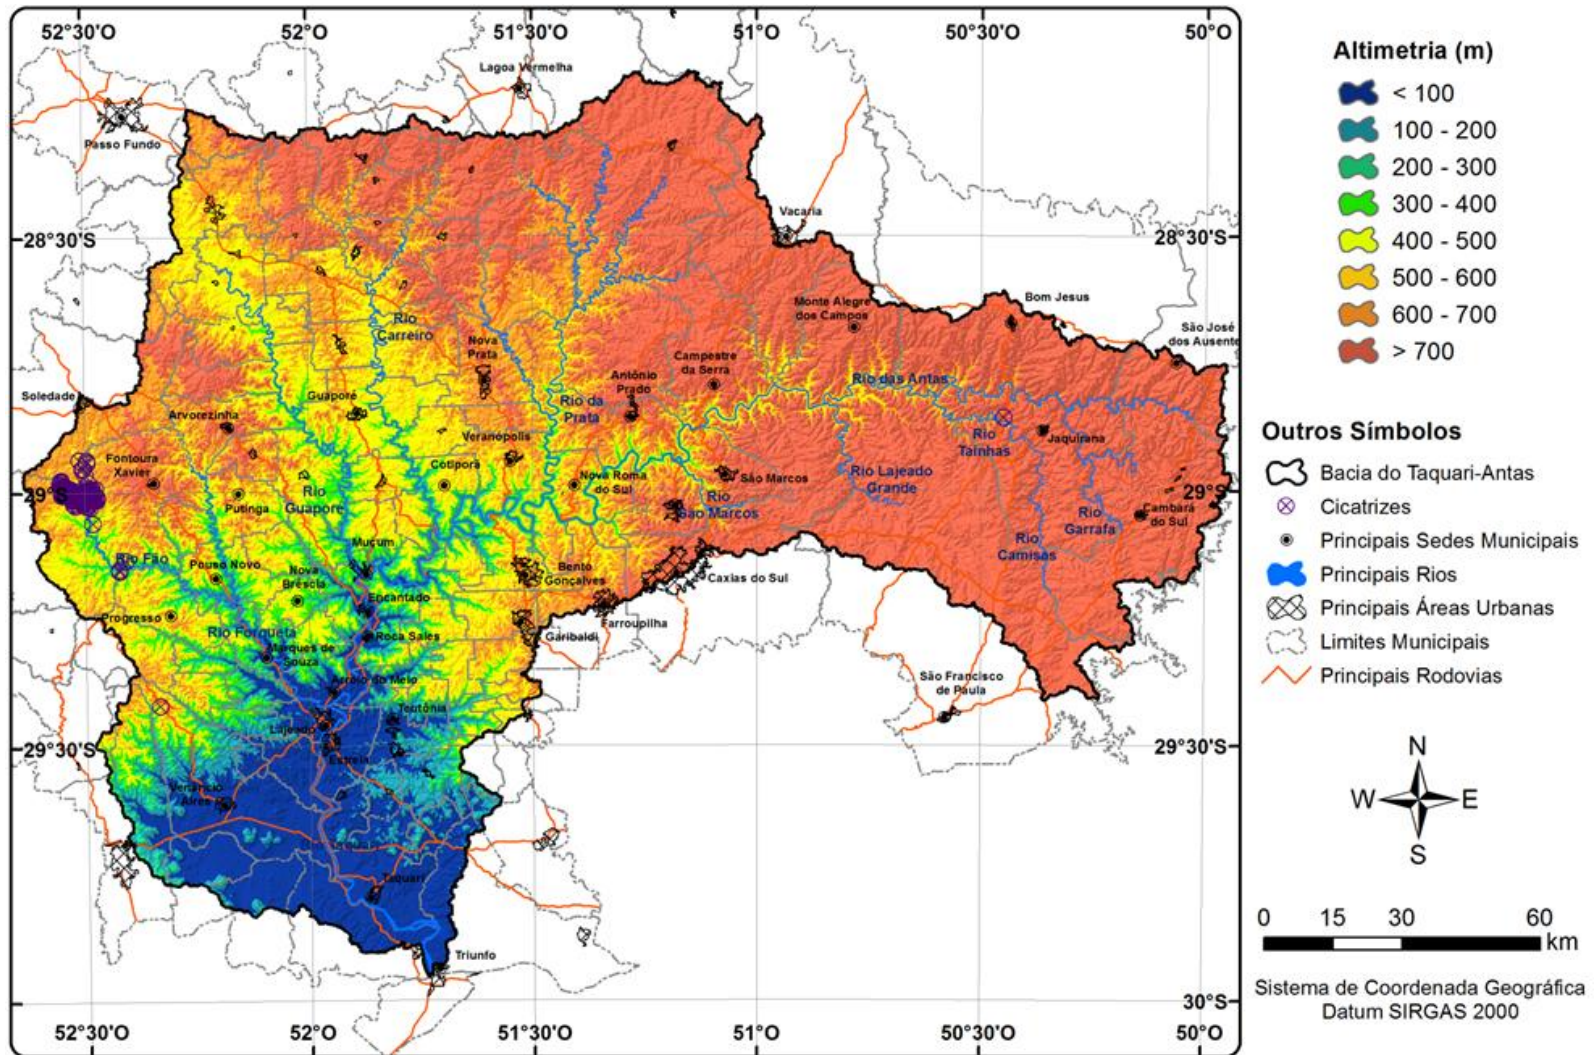 52°30'O
52°O
51°30'O
51°O
50°30'O
50°O
Lagoa Vermelha
Passo Fundo
Vacaria
28°30'S
28°30'S
Monte Alegre
dos Campos
Bom Jesus
São José
dos Ausente
Rio
Carreiro
Nova
Prata
Campestre
da Serra
Antônio
Prado
Rio das Antas
Soledade
Guaporé
Rio da
Prata
Arvorezinha
Veranópolis
Rio
Tainhas
Jaquirana
Fontoura
Xavier
Cotiporã
Nova Roma
do Sul
São Marcos
Rio Lajeado
Grande
29°S
29°S
Putinga
Rio
Guaporé
Rio
São Marcos
Rio
Garrafa
Cambará
do Sul
Rio
Camisas
Muçum
Rio Fão
Pouso Novo
Nova
Bréscia
Bento
Gonçalves
Caxias do Sul
Encantado
Progresso
Farroupilha
Rio Forqueta
Roca Sales
Garibaldi
Marques de
Souza
Arroio do Meio
São Francisco
de Paula
Teutônia
Lajeado
29°30'S
29°30'S
Estrela
Venâncio
Aires
Taquari
Triunfo
30°S
52°30'O
52°O
51°30'O
51°O
50°30'O
50°O
Altimetria (m)
< 100
100 - 200
200 - 300
300 - 400
400 - 500
500 - 600
600 - 700
> 700
Outros Símbolos
Bacia do Taquari-Antas
Cicatrizes
Principais Sedes Municipais
Principais Rios
Principais Áreas Urbanas
Limites Municipais
Principais Rodovias
N
W
E
S
0
15
30
60
km
Sistema de Coordenada Geográfica
Datum SIRGAS 2000